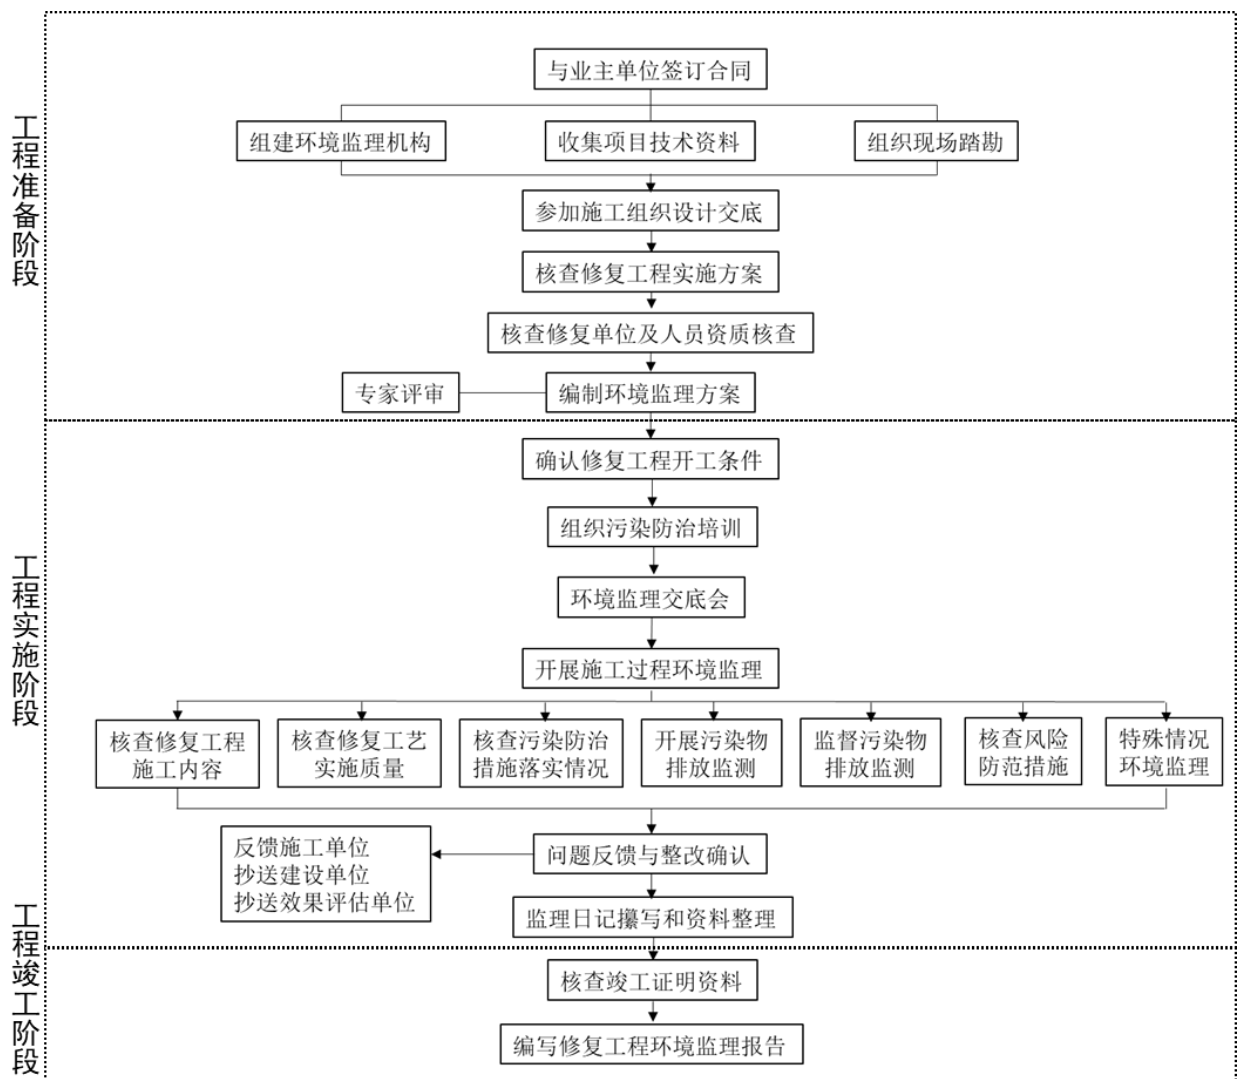 工程准备阶段
与业主单位签订合同
组建环境监理机构
收集项目技术资料
组织现场踏勘
参加施工组织设计交底
核查修复工程实施方案
核查修复单位及人员资质核查
专家评审
编制环境监理方案
工程实施阶段
确认修复工程开工条件
组织污染防治培训
环境监理交底会
开展施工过程环境监理
核查修复工程
施工内容
核查修复工艺
实施质量
核查污染防治
措施落实情况
开展污染物
排放监测
监督污染物
排放监测
核查风险
防范措施
特殊情况
环境监理
问题反馈与整改确认
反馈施工单位
抄送建设单位
抄送效果评估单位
监理日记攥写和资料整理
工程竣工阶段
核查竣工证明资料
编写修复工程环境监理报告